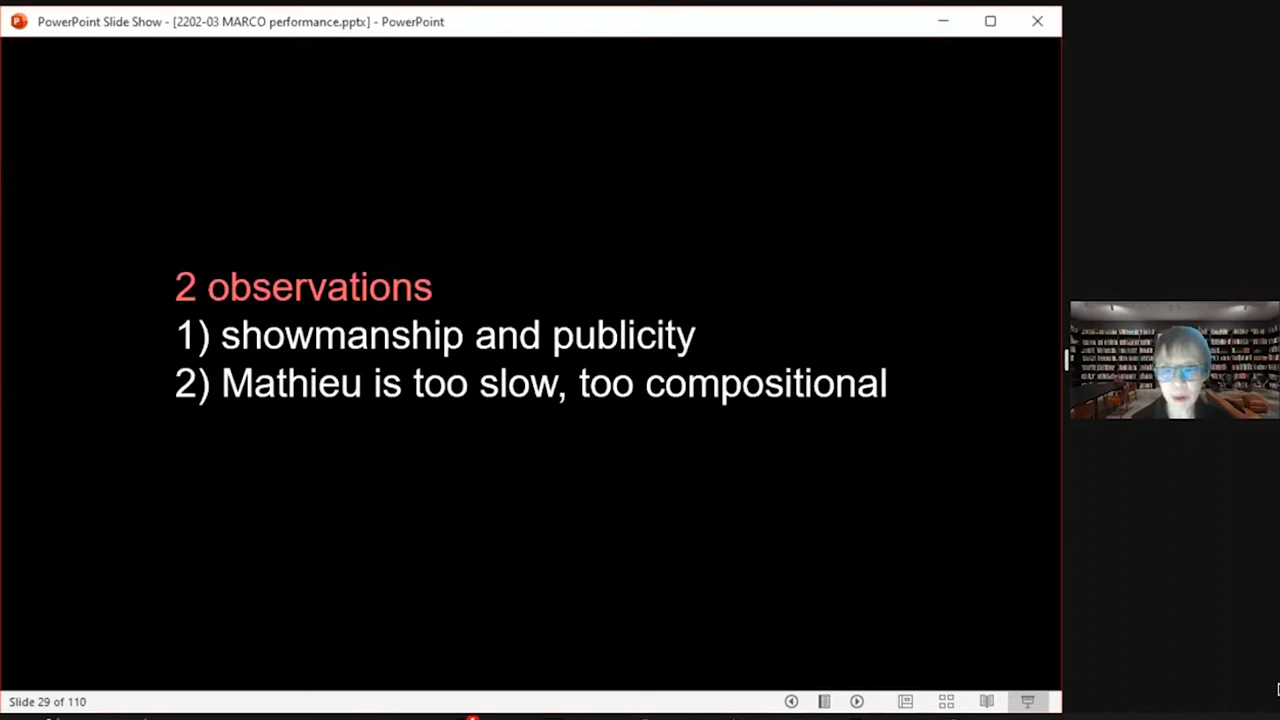 PowerPoint Slide Show - [2202-03 MARCO performance.pptx] - PowerPoint
2 observations
1) showmanship and publicity
2) Mathieu is too slow, too compositional
Slide 29 of 110